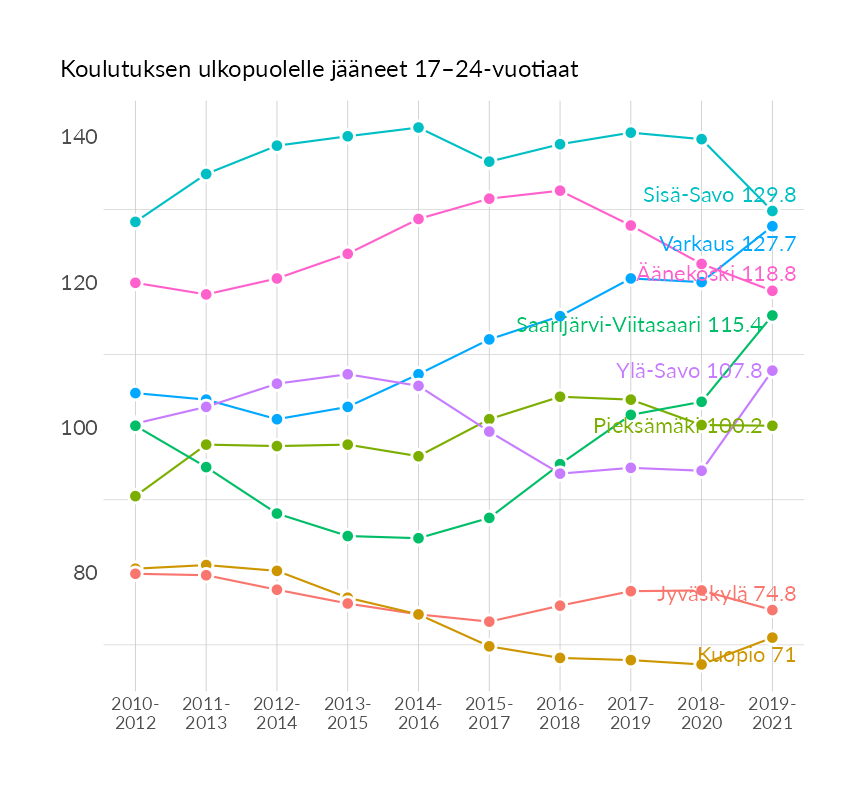 Koulutuksen ulkopuolelle jääneet 17–24-vuotiaat
140
120
100
80
Sisä-Savo 129.8
Varkaus 127.7
Äänekoski 118.8
Saarijärvi-Viitasaari 115.4
Ylä-Savo 107.8
Pieksämäki 100.2
Jyväskylä 74.8
Kuopio 71
2010- 2011- 2012- 2013- 2014- 2015- 2016- 2017- 2018- 2019-
2012 2013 2014 2015 2016 2017 2018 2019 2020 2021